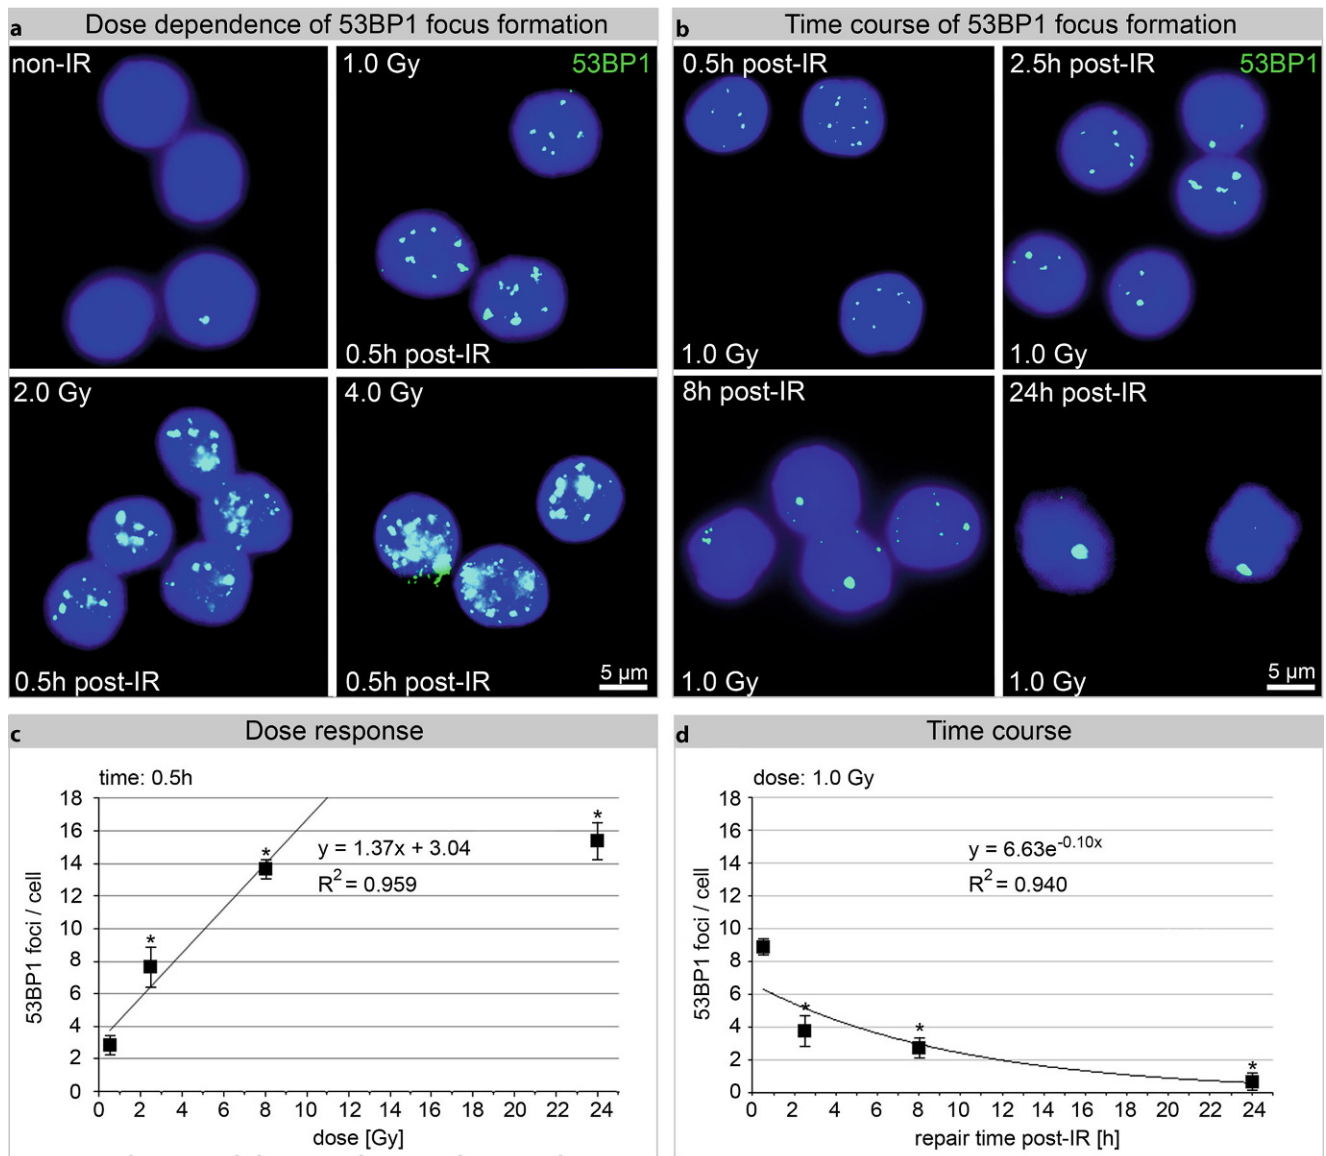 a Dose dependence of 53BP1 focus formation
non-IR
1.0 Gy 53BP1
0.5h post-IR
2.0 Gy
0.5h post-IR
4.0 Gy
0.5h post-IR
5 µm
b Time course of 53BP1 focus formation
0.5h post-IR
1.0 Gy
2.5h post-IR 53BP1
1.0 Gy
8h post-IR
1.0 Gy
24h post-IR
1.0 Gy
5 µm
c Dose response
time: 0.5h
53BP1 foci / cell
18
16
14
12
10
8
6
4
2
0
* * *
y = 1.37x + 3.04
R² = 0.959
0 2 4 6 8 10 12 14 16 18 20 22 24
dose [Gy]
d Time course
dose: 1.0 Gy
53BP1 foci / cell
18
16
14
12
10
8
6
4
2
0
y = 6.63e⁻⁰·¹⁰ˣ
R² = 0.940
* * *
0 2 4 6 8 10 12 14 16 18 20 22 24
repair time post-IR [h]